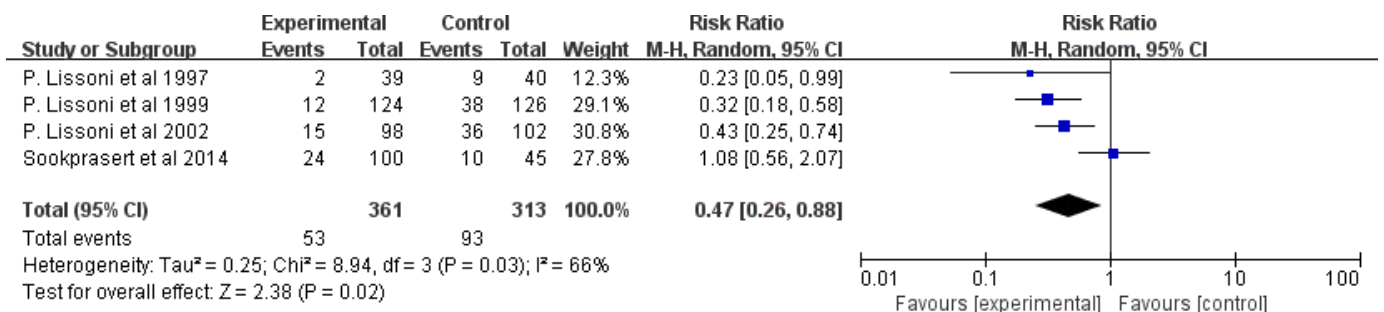 Experimental Control Risk Ratio Risk Ratio
Study or Subgroup Events Total Events Total Weight M-H, Random, 95% CI M-H, Random, 95% CI
P. Lissoni et al 1997 2 39 9 40 12.3% 0.23 [0.05, 0.99]
P. Lissoni et al 1999 12 124 38 126 29.1% 0.32 [0.18, 0.58]
P. Lissoni et al 2002 15 98 36 102 30.8% 0.43 [0.25, 0.74]
Sookprasert et al 2014 24 100 10 45 27.8% 1.08 [0.56, 2.07]
Total (95% CI) 361 313 100.0% 0.47 [0.26, 0.88]
Total events 53 93
Heterogeneity: Tau² = 0.25; Chi² = 8.94, df = 3 (P = 0.03); I² = 66%
Test for overall effect: Z = 2.38 (P = 0.02)
0.01 0.1 1 10 100
Favours [experimental] Favours [control]